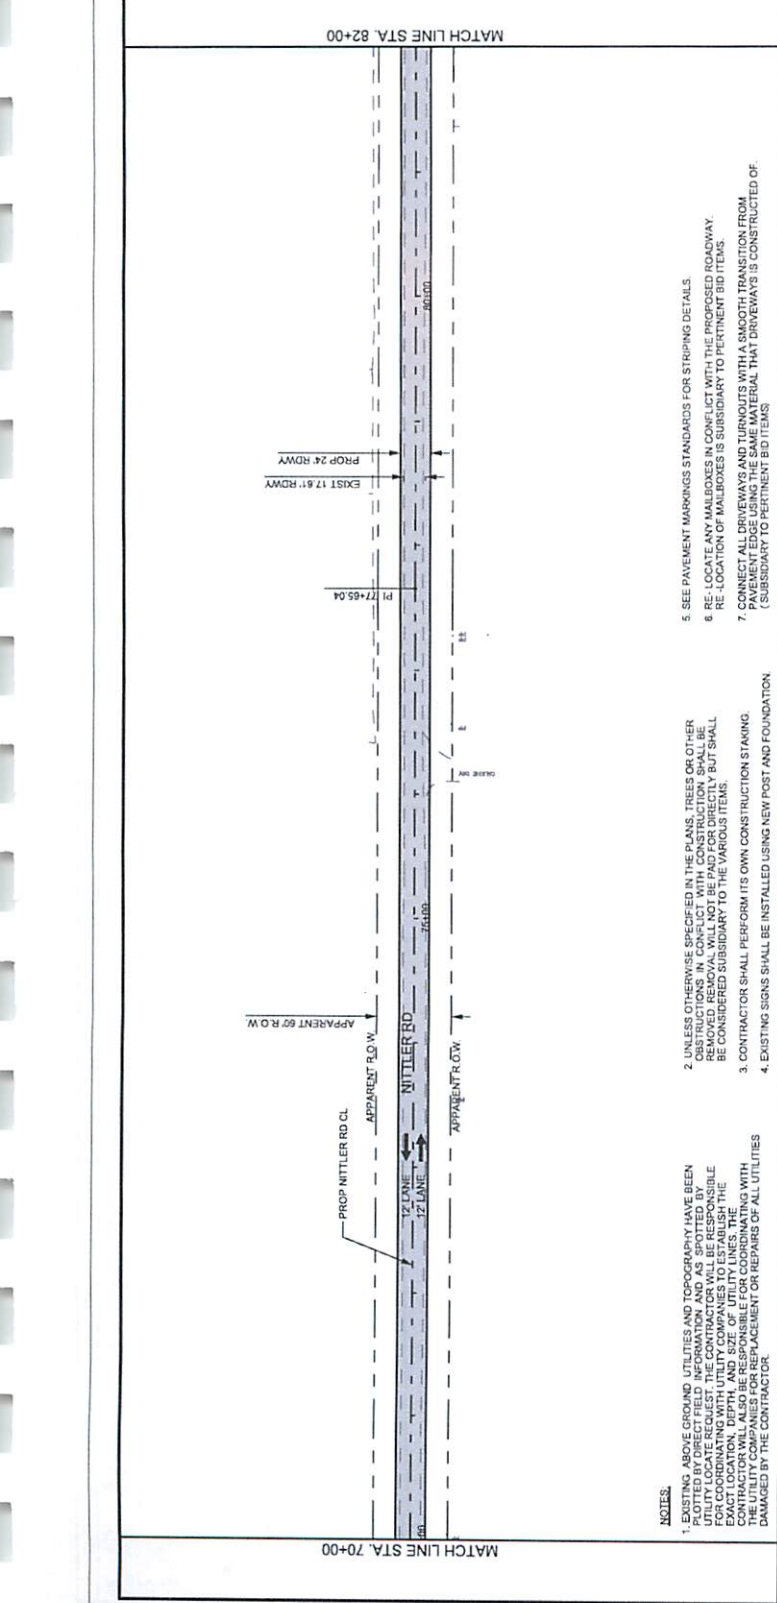 MATCH LINE STA. 70+00
MATCH LINE STA. 82+00
APPARENT 60' R.O.W.
PI 77+65.04
EXIST 17.61' RDWY
PROP 24' RDWY
PROP NITTLER RD CL
APPARENT R.O.W
12' LANE
NITTLER RD
12' LANE
75+00
80+00
APPARENT R.O.W.
NOTES:
1. EXISTING ABOVE GROUND UTILITIES AND TOPOGRAPHY HAVE BEEN
PLOTTED BY DIRECT FIELD INFORMATION AND AS SPOTTED BY
UTILITY LOCATE REQUEST. THE CONTRACTOR WILL BE RESPONSIBLE
FOR COORDINATING WITH UTILITY COMPANIES TO ESTABLISH THE
EXACT LOCATION, DEPTH, AND SIZE OF UTILITY LINES. THE
CONTRACTOR WILL ALSO BE RESPONSIBLE FOR COORDINATING WITH
THE UTILITY COMPANIES FOR REPLACEMENT OR REPAIRS OF ALL UTILITIES
DAMAGED BY THE CONTRACTOR.
2. UNLESS OTHERWISE SPECIFIED IN THE PLANS, TREES OR OTHER
OBSTRUCTIONS IN CONFLICT WITH CONSTRUCTION SHALL BE
REMOVED. REMOVAL WILL NOT BE PAID FOR DIRECTLY BUT SHALL
BE CONSIDERED SUBSIDIARY TO THE VARIOUS ITEMS.
3. CONTRACTOR SHALL PERFORM ITS OWN CONSTRUCTION STAKING.
4. EXISTING SIGNS SHALL BE INSTALLED USING NEW POST AND FOUNDATION.
5. SEE PAVEMENT MARKINGS STANDARDS FOR STRIPING DETAILS.
6. RE- LOCATE ANY MAILBOXES IN CONFLICT WITH THE PROPOSED ROADWAY.
RE -LOCATION OF MAILBOXES IS SUBSIDIARY TO PERTINENT BID ITEMS.
7. CONNECT ALL DRIVEWAYS AND TURNOUTS WITH A SMOOTH TRANSITION FROM
PAVEMENT EDGE USING THE SAME MATERIAL THAT DRIVEWAYS IS CONSTRUCTED OF.
( SUBSIDIARY TO PERTINENT BID ITEMS)